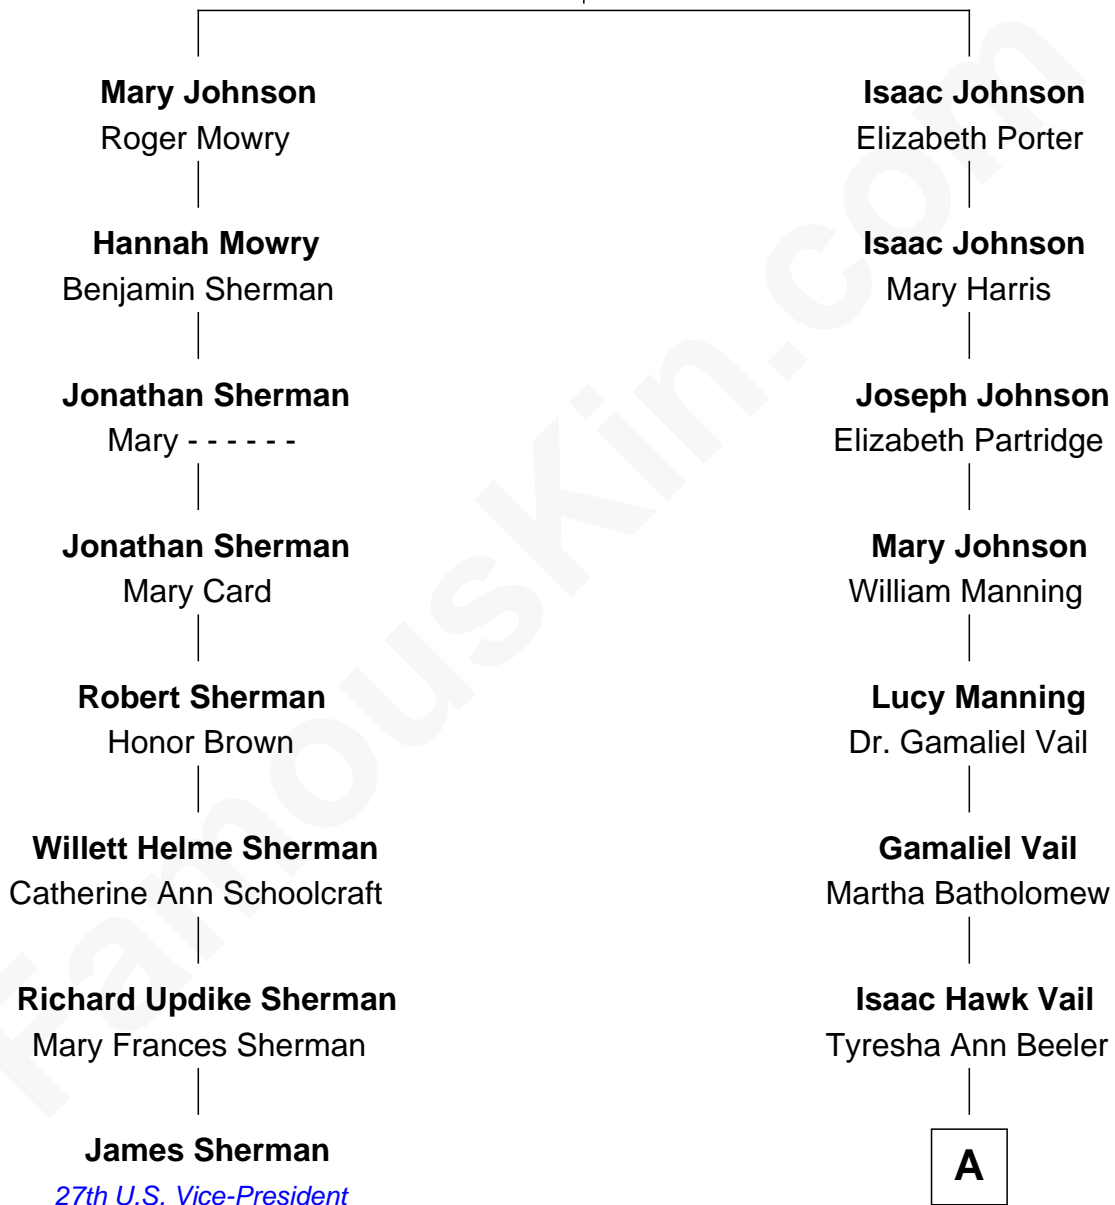 Mary Johnson
Roger Mowry
Hannah Mowry
Benjamin Sherman
Jonathan Sherman
Mary - - - - - -
Jonathan Sherman
Mary Card
Robert Sherman
Honor Brown
Willett Helme Sherman
Catherine Ann Schoolcraft
Richard Updike Sherman
Mary Frances Sherman
James Sherman
27th U.S. Vice-President
Isaac Johnson
Elizabeth Porter
Isaac Johnson
Mary Harris
Joseph Johnson
Elizabeth Partridge
Mary Johnson
William Manning
Lucy Manning
Dr. Gamaliel Vail
Gamaliel Vail
Martha Batholomew
Isaac Hawk Vail
Tyresha Ann Beeler
A
FamousKin.com